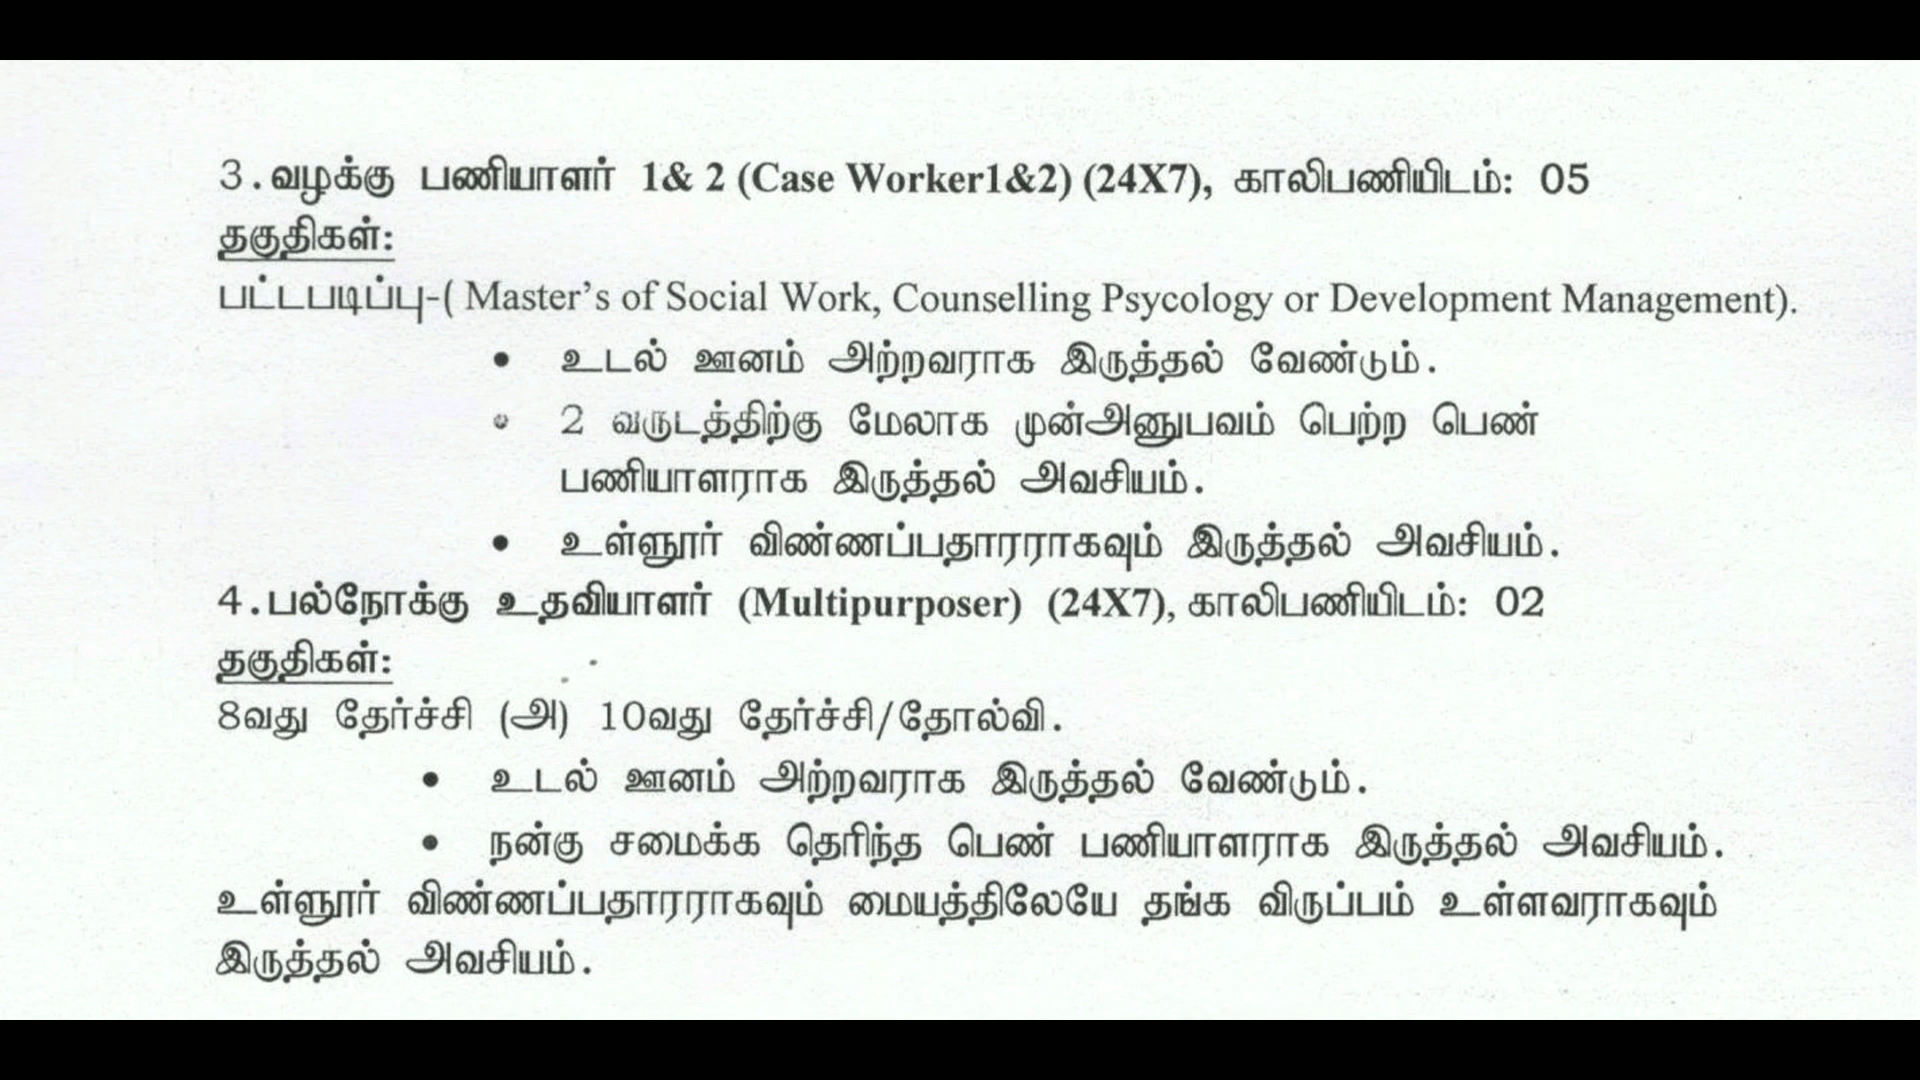 3.வழக்கு பணியாளர் 1& 2 (Case Worker1&2) (24X7), காலிபணியிடம்: 05
தகுதிகள்:
பட்டபடிப்பு-( Master's of Social Work, Counselling Psycology or Development Management).
• உடல் ஊனம் அற்றவராக இருத்தல் வேண்டும்.
• 2 வருடத்திற்கு மேலாக முன்அனுபவம் பெற்ற பெண்
பணியாளராக இருத்தல் அவசியம்.
• உள்ளூர் விண்ணப்பதாரராகவும் இருத்தல் அவசியம்.
4.பல்நோக்கு உதவியாளர் (Multipurposer) (24X7), காலிபணியிடம்: 02
தகுதிகள்:
8வது தேர்ச்சி (அ) 10வது தேர்ச்சி/தோல்வி.
• உடல் ஊனம் அற்றவராக இருத்தல் வேண்டும்.
• நன்கு சமைக்க தெரிந்த பெண் பணியாளராக இருத்தல் அவசியம்.
உள்ளூர் விண்ணப்பதாரராகவும் மையத்திலேயே தங்க விருப்பம் உள்ளவராகவும்
இருத்தல் அவசியம்.